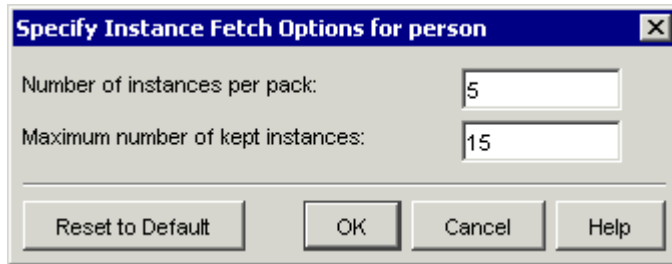 Specify Instance Fetch Options for person
Number of instances per pack: 5
Maximum number of kept instances: 15
Reset to Default OK Cancel Help